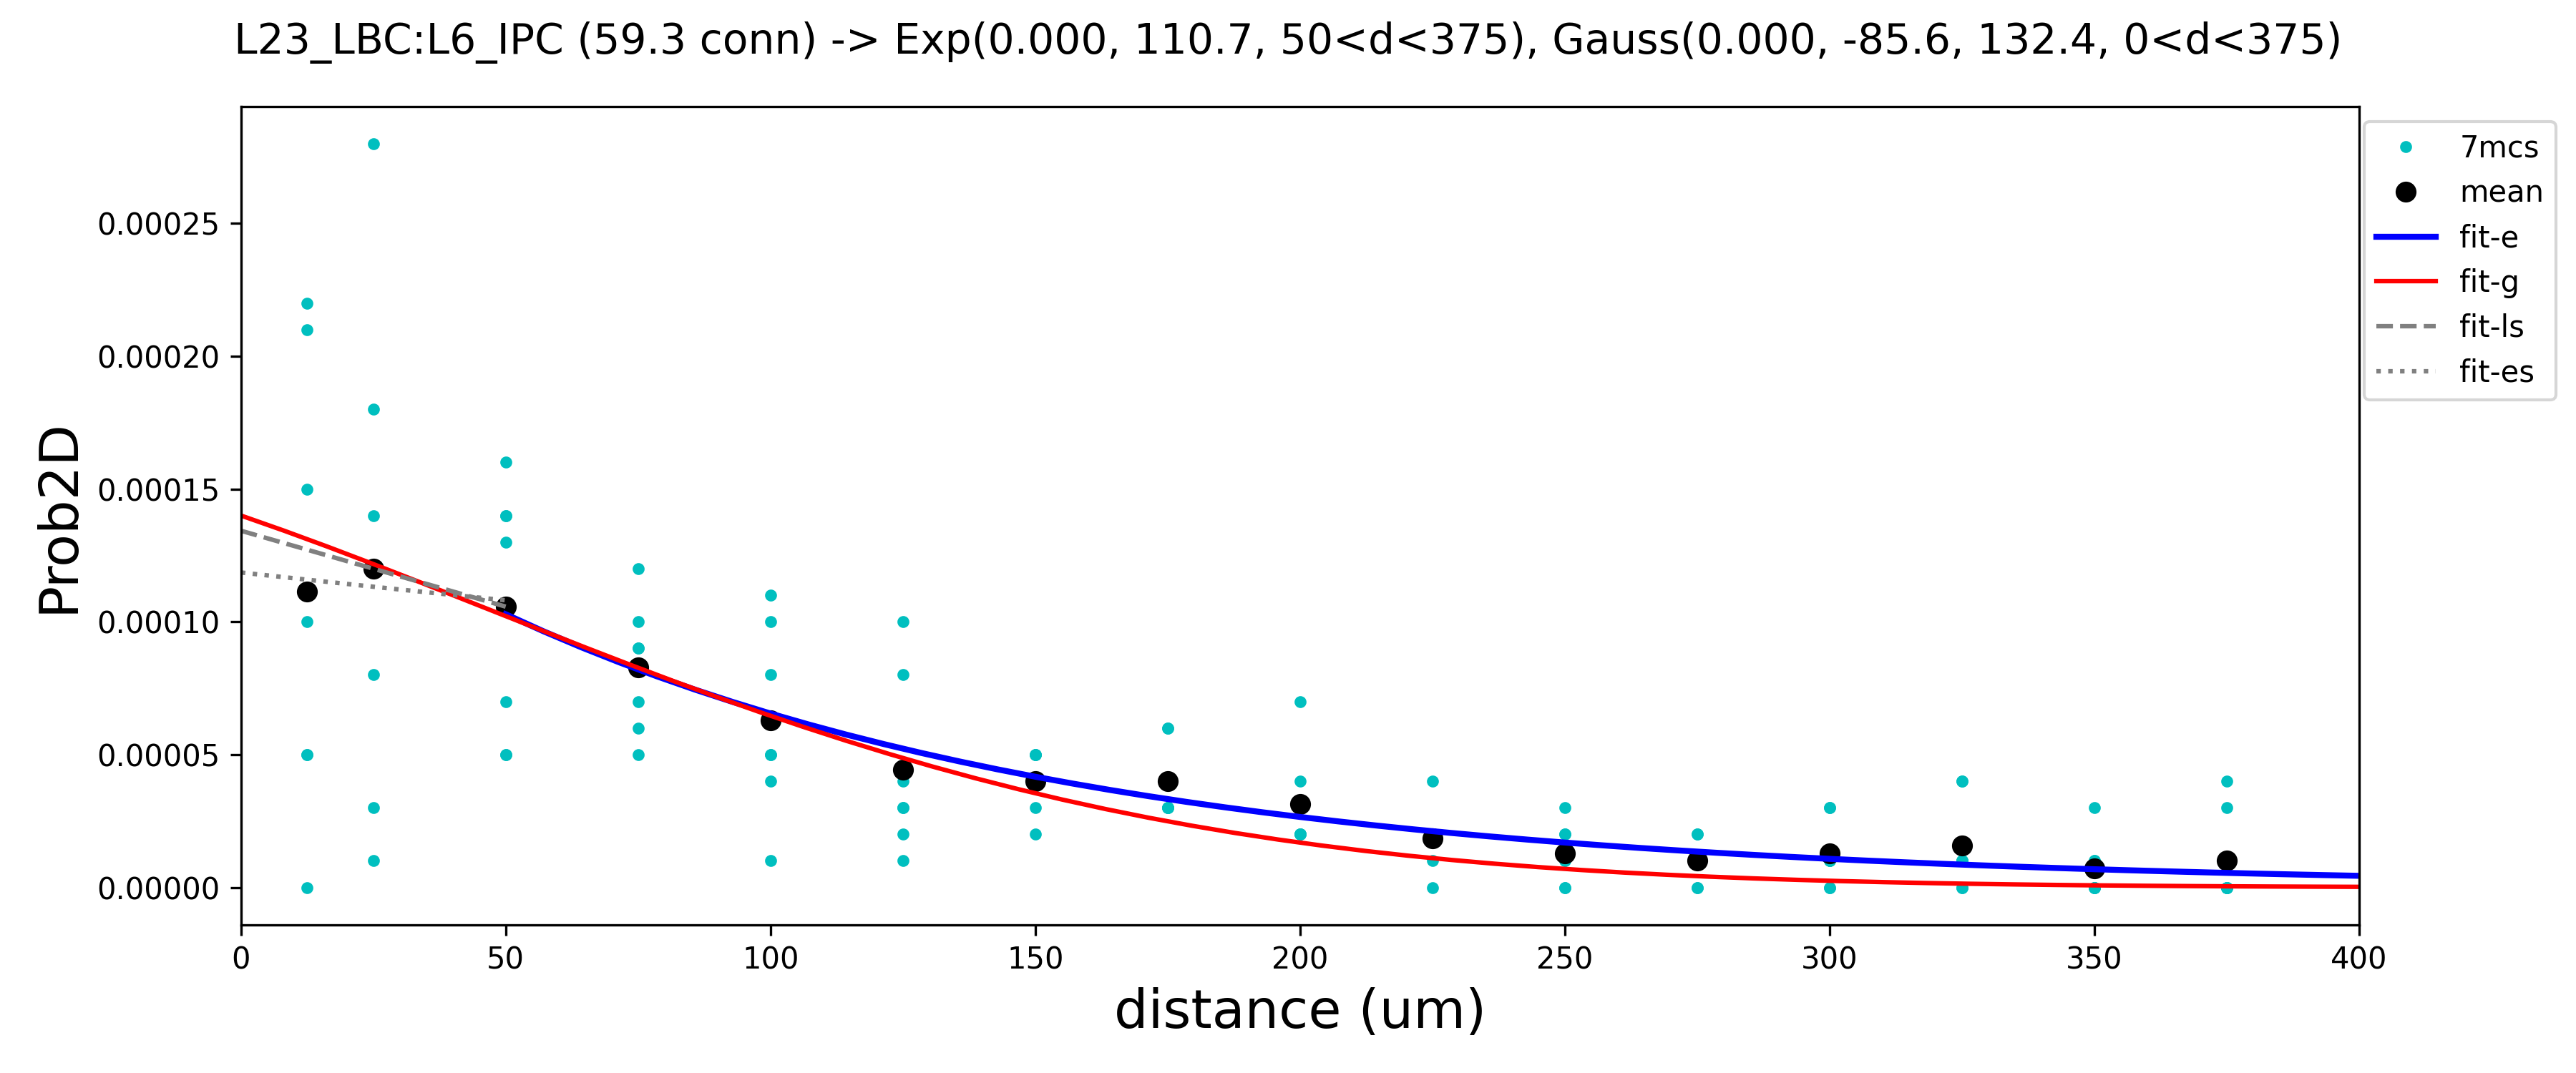 L23_LBC:L6_IPC (59.3 conn) -> Exp(0.000, 110.7, 50<d<375), Gauss(0.000, -85.6, 132.4, 0<d<375)
7mcs
mean
fit-e
fit-g
fit-ls
fit-es
Prob2D
0.00025
0.00020
0.00015
0.00010
0.00005
0.00000
0 50 100 150 200 250 300 350 400
distance (um)